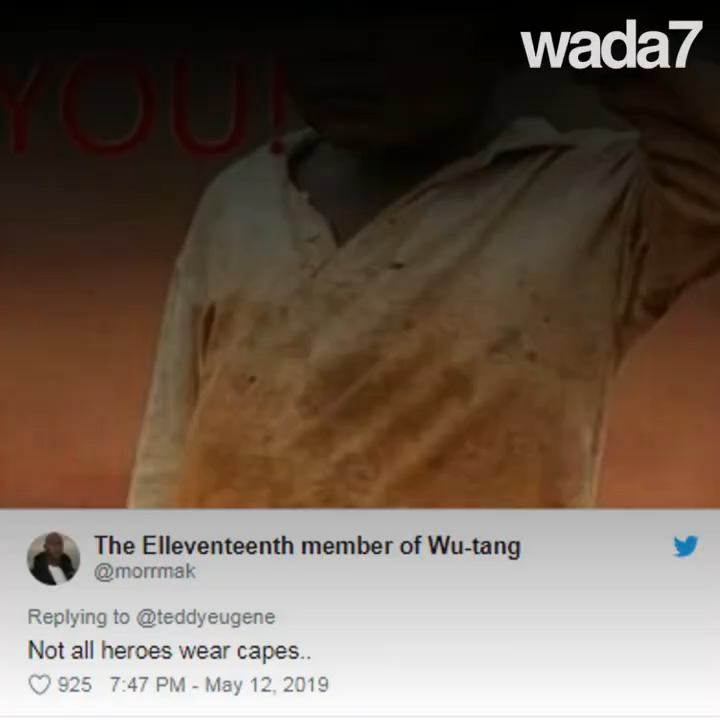 wada7
YOU!
The Elleventeenth member of Wu-tang
@morrmak
Replying to @teddyeugene
Not all heroes wear capes..
925 7:47 PM - May 12, 2019